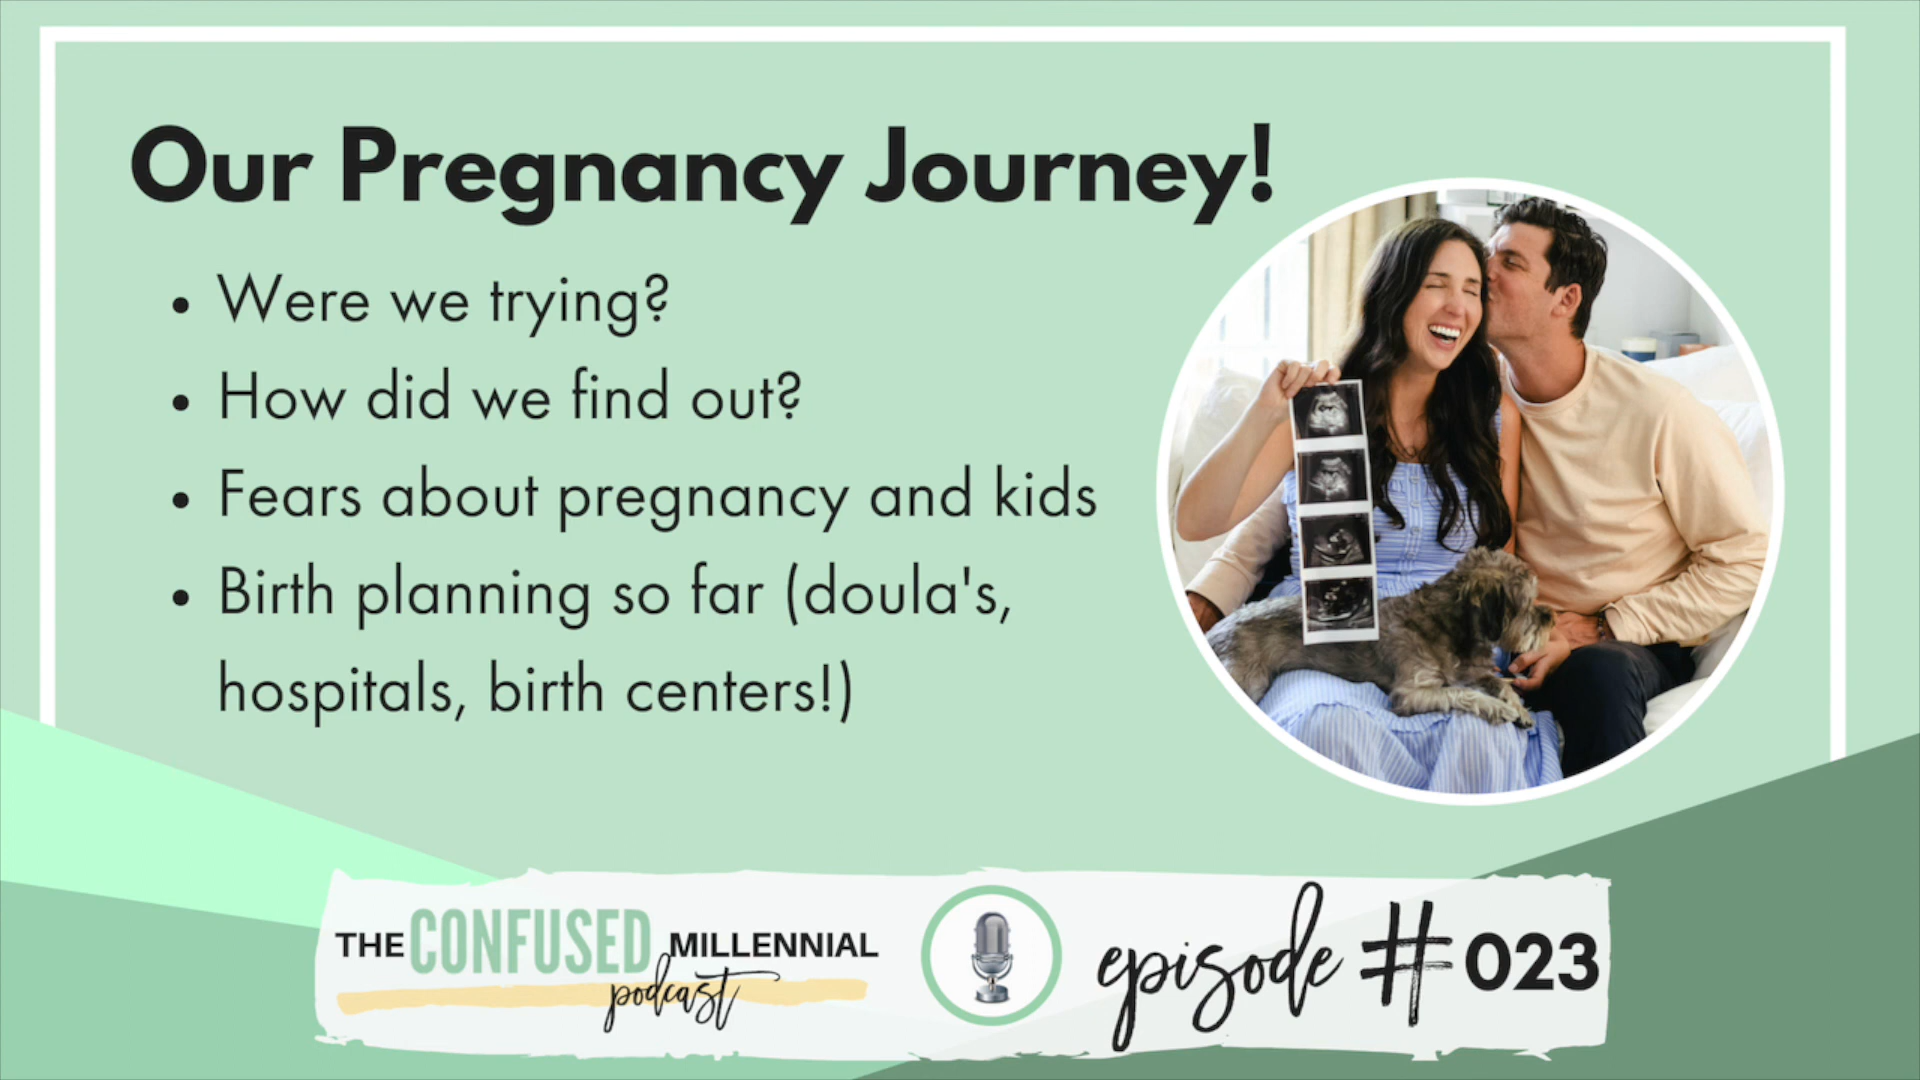 Our Pregnancy Journey!
• Were we trying?
• How did we find out?
• Fears about pregnancy and kids
• Birth planning so far (doula's,
hospitals, birth centers!)
THE CONFUSED MILLENNIAL
podcast
episode #023